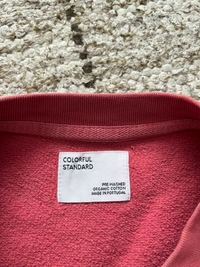 COLORFUL
STANDARD
PRE-WASHED
ORGANIC COTTON
MADE IN PORTUGAL